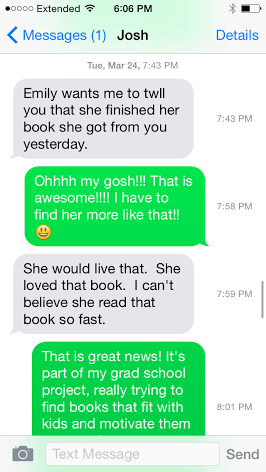 ●○○○○ Extended 6:06 PM
Messages (1) Josh Details
Tue, Mar 24, 7:43 PM
Emily wants me to twll
you that she finished her
book she got from you
yesterday.
7:43 PM
Ohhhh my gosh!!! That is
awesome!!!! I have to
find her more like that!!
😃
7:58 PM
She would live that. She
loved that book. I can't
believe she read that
book so fast.
7:59 PM
That is great news! It's
part of my grad school
project, really trying to
find books that fit with
kids and motivate them
8:01 PM
Text Message Send